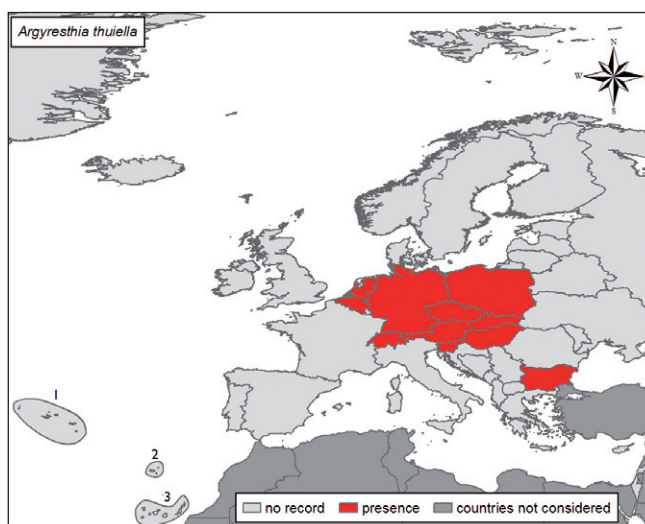 Argyresthia thuiella
N
W
S
1
2
3
no record
presence
countries not considered